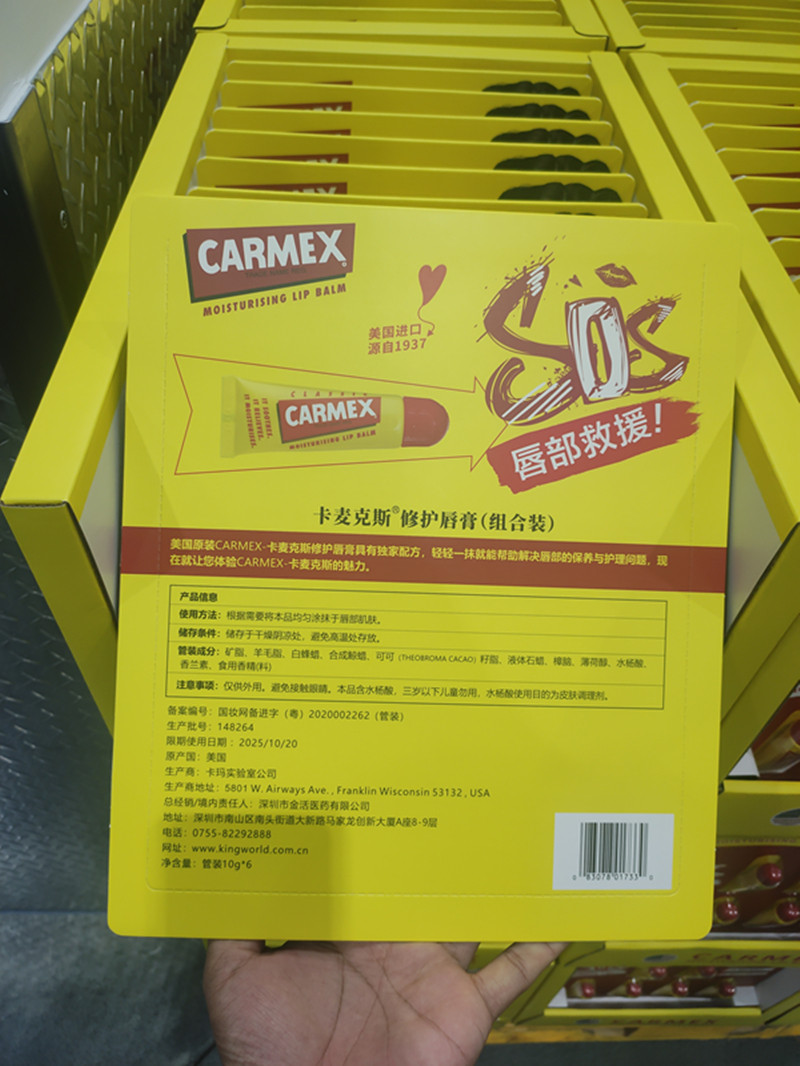 CARMEX
MOISTURISING LIP BALM
美国进口
源自1937
SOS
唇部救援!
CLASSIC
CARMEX
MOISTURISING LIP BALM
IT SOOTHES.
IT RELIEVES.
IT MOISTURISES.
卡麦克斯®修护唇膏(组合装)
美国原装CARMEX-卡麦克斯修护唇膏具有独家配方，轻轻一抹就能帮助解决唇部的保养与护理问题，现
在就让您体验CARMEX-卡麦克斯的魅力。
产品信息
使用方法：根据需要将本品均匀涂抹于唇部肌肤。
储存条件：储存于干燥阴凉处，避免高温处存放。
管装成分：矿脂、羊毛脂、白蜂蜡、合成鲸蜡、可可（THEOBROMA CACAO）籽脂、液体石蜡、樟脑、薄荷醇、水杨酸、
香兰素、食用香精(料)
注意事项：仅供外用。避免接触眼睛。本品含水杨酸，三岁以下儿童勿用，水杨酸使用目的为皮肤调理剂。
备案编号：国妆网备进字（粤）2020002262（管装）
生产批号：148264
限期使用日期：2025/10/20
原产国：美国
生产商：卡玛实验室公司
生产商地址：5801 W. Airways Ave., Franklin Wisconsin 53132, USA
总经销/境内责任人：深圳市金活医药有限公司
地址：深圳市南山区南头街道大新路马家龙创新大厦A座8-9层
电话：0755-82292888
网址：www.kingworld.com.cn
净含量：管装10g*6
0 83078 01733 0
CARMEX
CARMEX
CARMEX
CARMEX
CARMEX
CARMEX